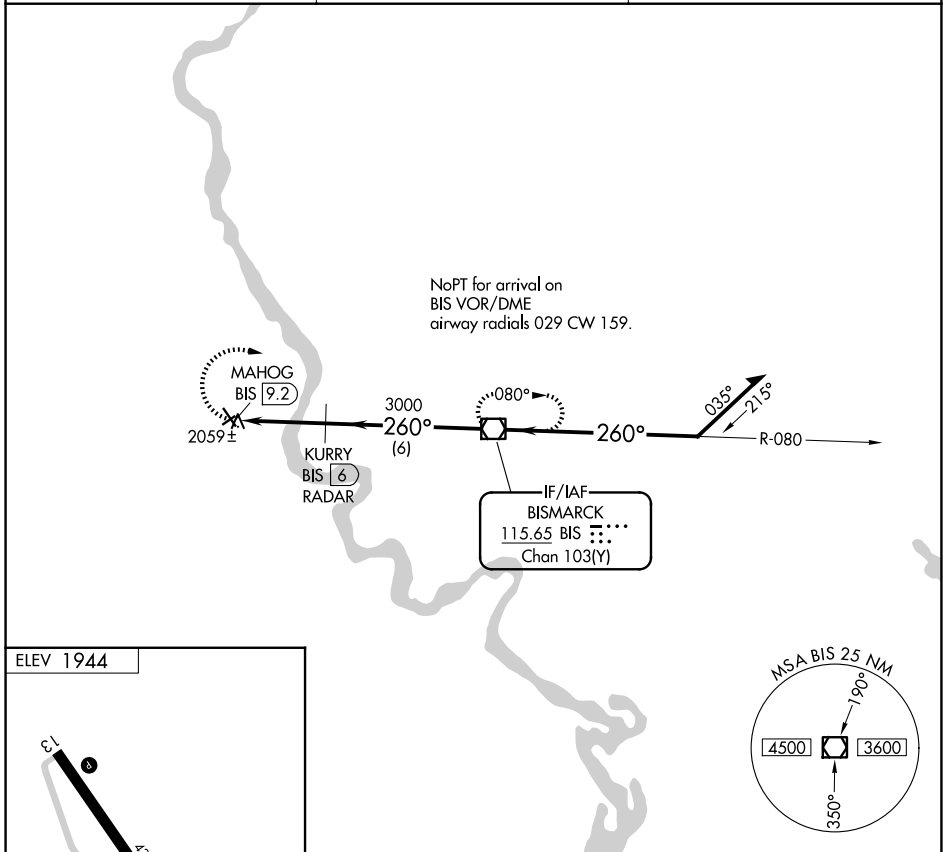 NoPT for arrival on
BIS VOR/DME
airway radials 029 CW 159.
MAHOG
BIS 9.2
2059±
KURRY
BIS 6
RADAR
3000
260°
(6)
080°
260°
035°
215°
R-080
IF/IAF
BISMARCK
115.65 BIS
Chan 103(Y)
ELEV 1944
13
P
MSA BIS 25 NM
190°
4500
3600
350°